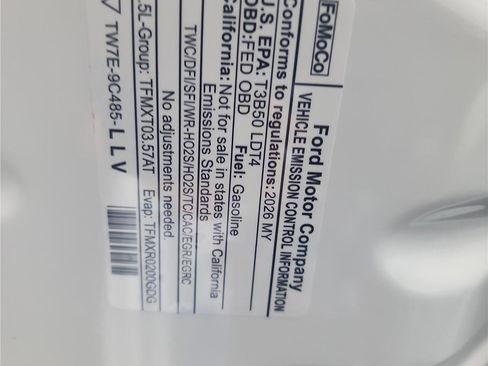 FoMoCo
Ford Motor Company
VEHICLE EMISSION CONTROL INFORMATION
Conforms to regulations: 2026 MY
U.S. EPA: T3B50 LDT4
OBD:FED OBD Fuel: Gasoline
California: Not for sale in states with California
Emissions Standards
TWC/DFI/SFI/WR-HO2S/HO2S/TC/CAC/EGR/EGRC
No adjustments needed.
.5L-Group: TFMXT03.57AT Evap: TFMXR0200GDG
TW7E-9C485-L L V